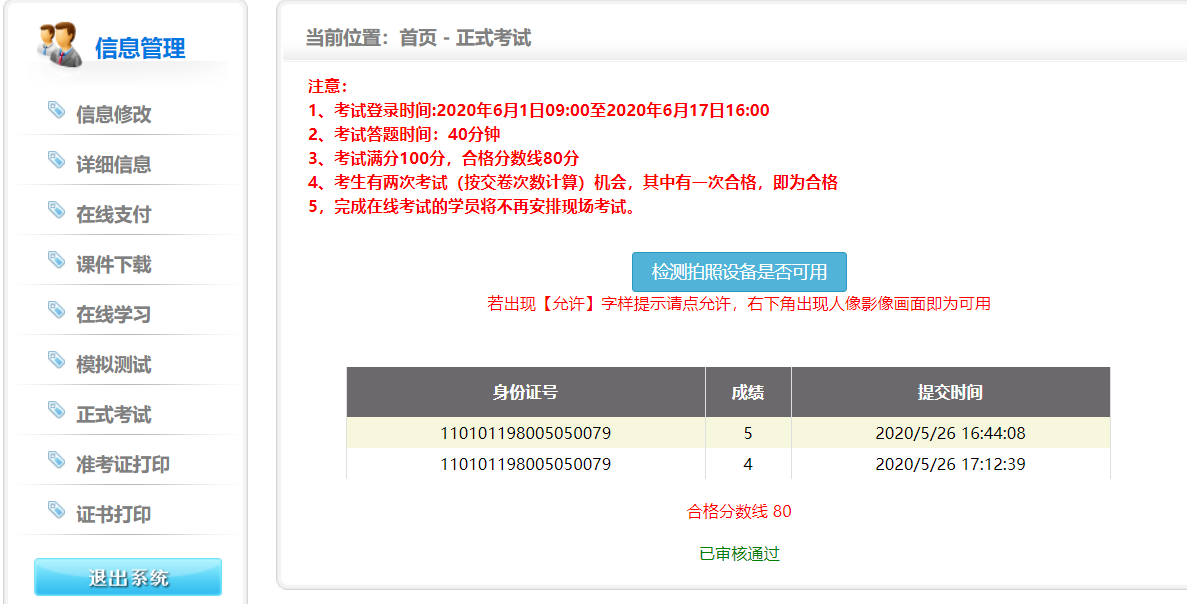 信息管理
信息修改
详细信息
在线支付
课件下载
在线学习
模拟测试
正式考试
准考证打印
证书打印
退出系统
当前位置：首页 - 正式考试
注意：
1、考试登录时间:2020年6月1日09:00至2020年6月17日16:00
2、考试答题时间：40分钟
3、考试满分100分，合格分数线80分
4、考生有两次考试（按交卷次数计算）机会，其中有一次合格，即为合格
5，完成在线考试的学员将不再安排现场考试。
检测拍照设备是否可用
若出现【允许】字样提示请点允许，右下角出现人像影像画面即为可用
身份证号 成绩 提交时间
110101198005050079 5 2020/5/26 16:44:08
110101198005050079 4 2020/5/26 17:12:39
合格分数线 80
已审核通过